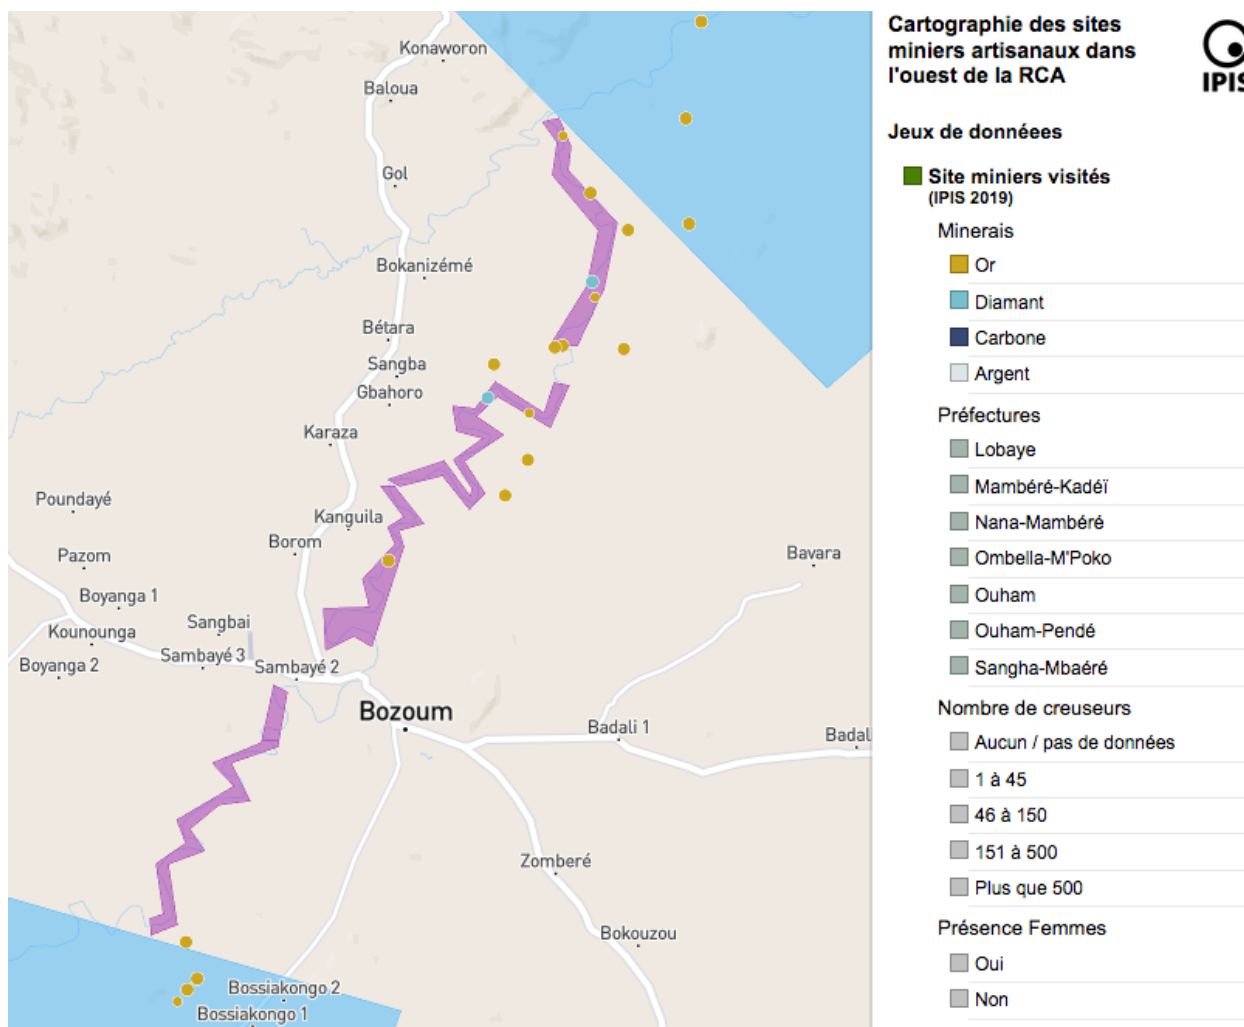 Konaworon
Baloua
Gol
Bokanizémé
Bétara
Sangba
Gbahoro
Karaza
Poundayé
Kanguila
Borom
Pazom
Bavara
Boyanga 1
Sangbai
Kounounga
Sambayé 3
Boyanga 2
Sambayé 2
Bozoum
Badali 1
Badal
Zomberé
Bokouzou
Bossiakongo 2
Bossiakongo 1
Cartographie des sites
miniers artisanaux dans
l'ouest de la RCA
IPIS
Jeux de donnéees
Site miniers visités
(IPIS 2019)
Minerais
Or
Diamant
Carbone
Argent
Préfectures
Lobaye
Mambéré-Kadéï
Nana-Mambéré
Ombella-M'Poko
Ouham
Ouham-Pendé
Sangha-Mbaéré
Nombre de creuseurs
Aucun / pas de données
1 à 45
46 à 150
151 à 500
Plus que 500
Présence Femmes
Oui
Non